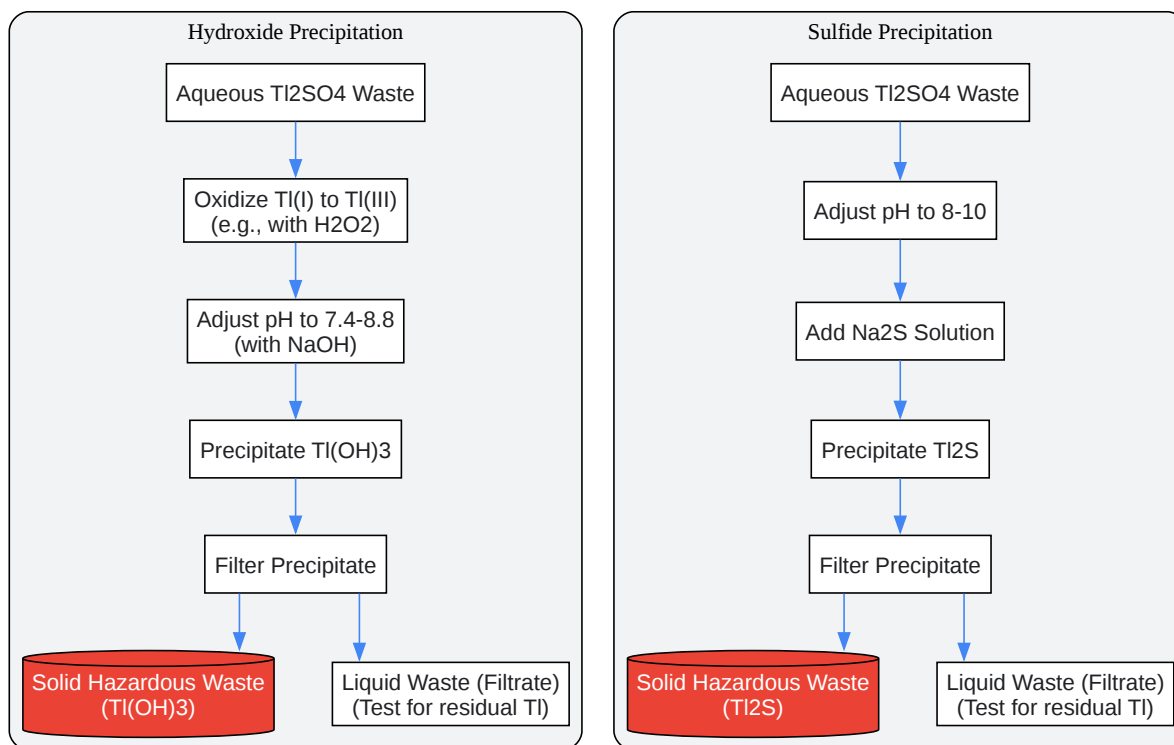 Hydroxide Precipitation
Aqueous Tl2SO4 Waste
Oxidize Tl(I) to Tl(III)
(e.g., with H2O2)
Adjust pH to 7.4-8.8
(with NaOH)
Precipitate Tl(OH)3
Filter Precipitate
Solid Hazardous Waste
(Tl(OH)3)
Liquid Waste (Filtrate)
(Test for residual Tl)
Sulfide Precipitation
Aqueous Tl2SO4 Waste
Adjust pH to 8-10
Add Na2S Solution
Precipitate Tl2S
Filter Precipitate
Solid Hazardous Waste
(Tl2S)
Liquid Waste (Filtrate)
(Test for residual Tl)